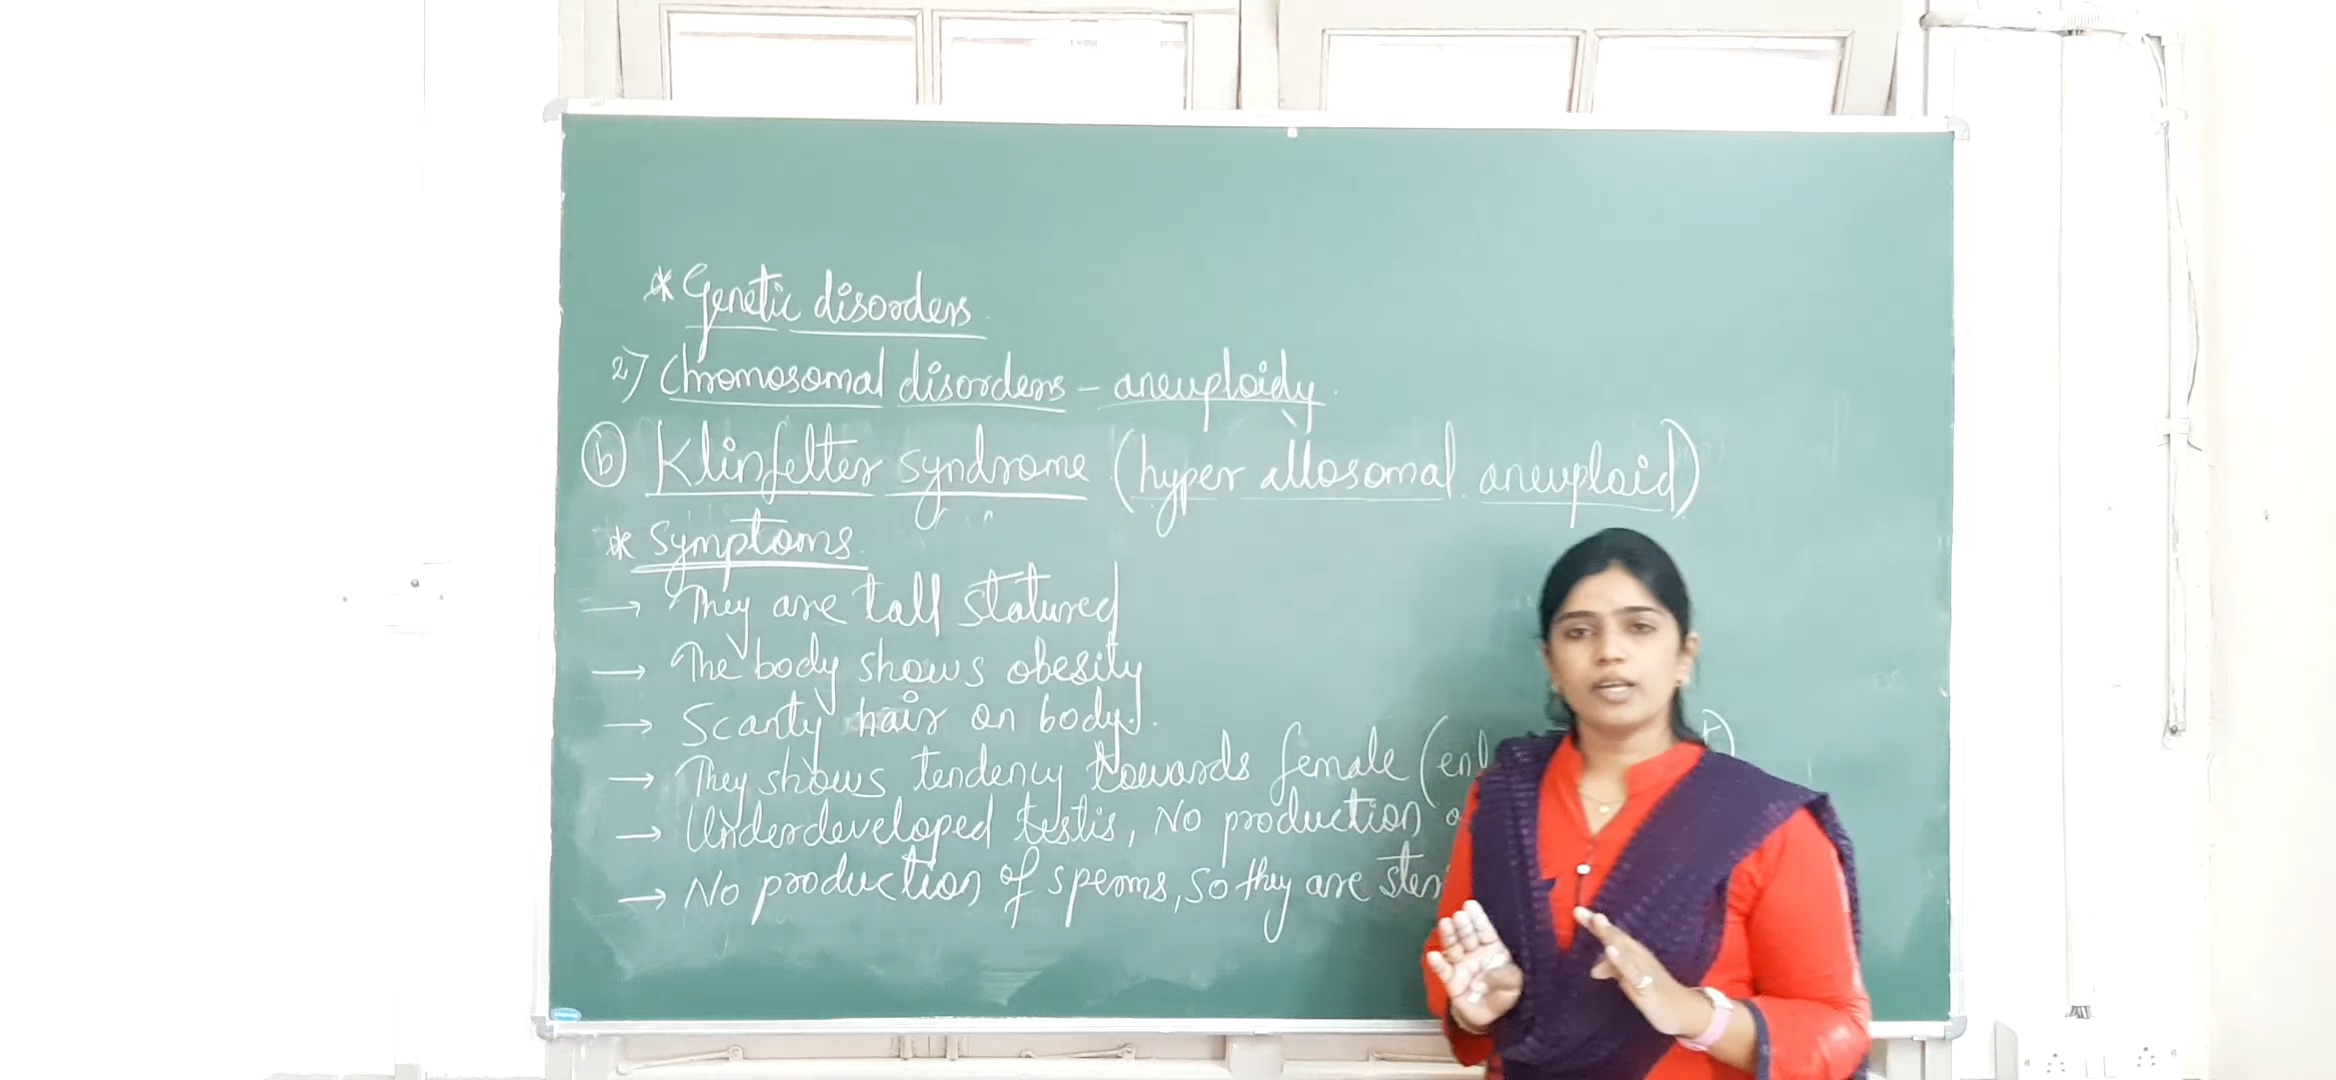 * Genetic disorders.
2) Chromosomal disorders - aneuploidy.
(b) Klinfelter syndrome (hyper allosomal aneuploid)
* Symptoms.
→ They are tall statured
→ The body shows obesity
→ Scanty hair on body.
→ They shows tendency towards female (
→ Underdeveloped testis, No production
→ No production of sperms, so they are